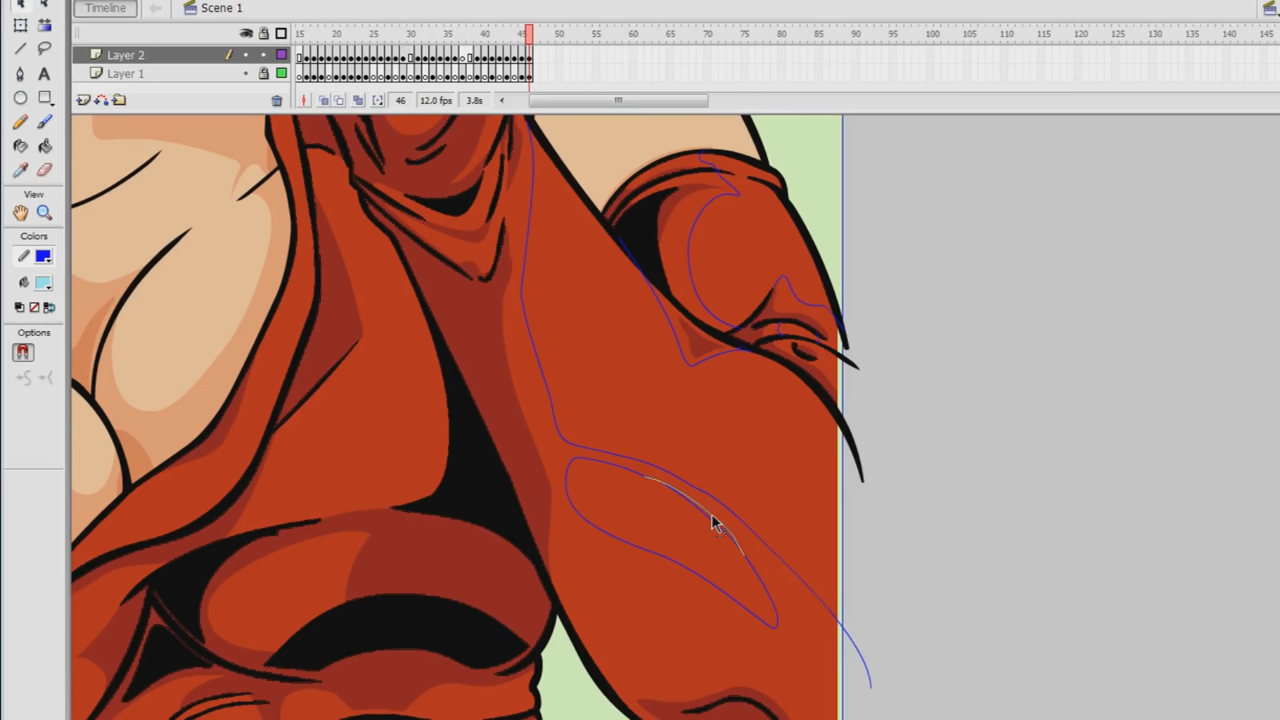 Timeline
Scene 1
15 20 25 30 35 40 45 50 55 60 65 70 75 80 85 90 95 100 105 110 115 120 125 130 135 140 145
Layer 2
Layer 1
46 12.0 fps 3.8s
A
View
Colors
Options